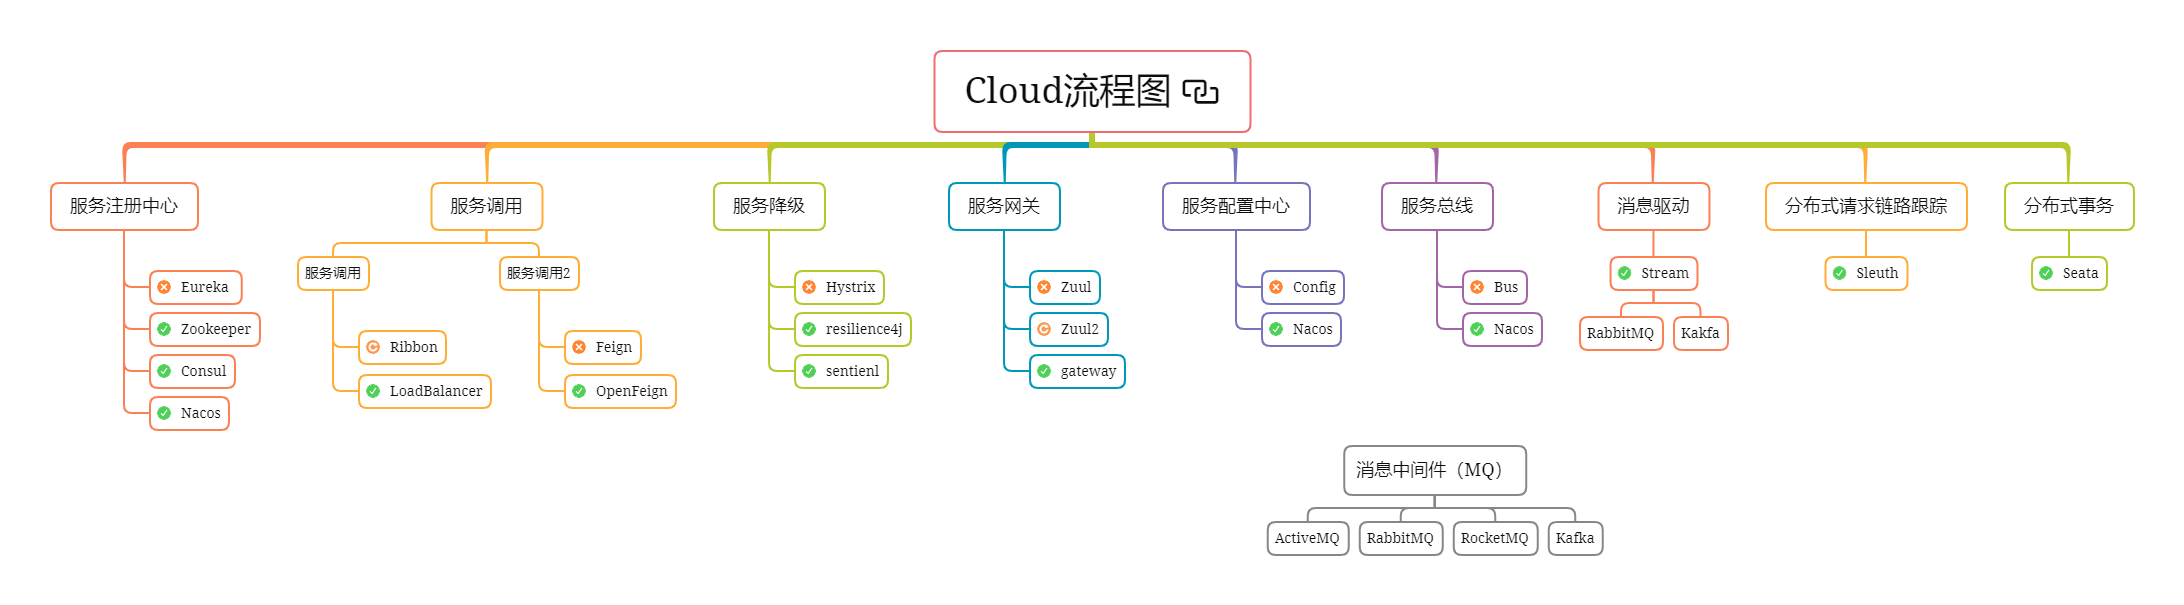 Cloud流程图
服务注册中心
Eureka
Zookeeper
Consul
Nacos
服务调用
服务调用
Ribbon
LoadBalancer
服务调用2
Feign
OpenFeign
服务降级
Hystrix
resilience4j
sentienl
服务网关
Zuul
Zuul2
gateway
服务配置中心
Config
Nacos
服务总线
Bus
Nacos
消息驱动
Stream
RabbitMQ
Kakfa
分布式请求链路跟踪
Sleuth
分布式事务
Seata
消息中间件（MQ）
ActiveMQ
RabbitMQ
RocketMQ
Kafka